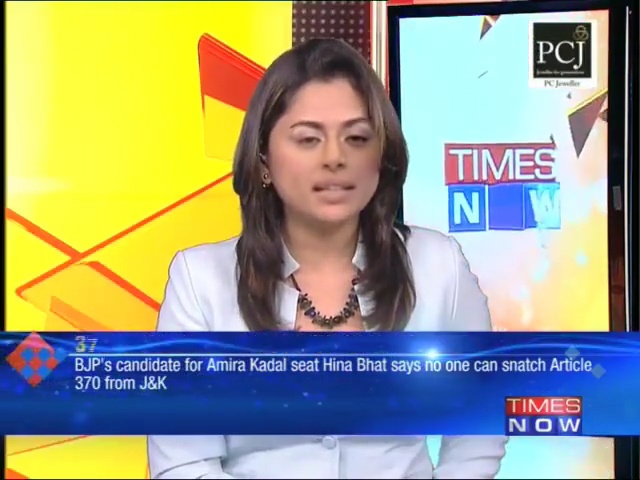 PCJ
Jeweller for generations
PC Jeweller
TIMES
NOW
37
BJP's candidate for Amira Kadal seat Hina Bhat says no one can snatch Article
370 from J&K
TIMES
NOW